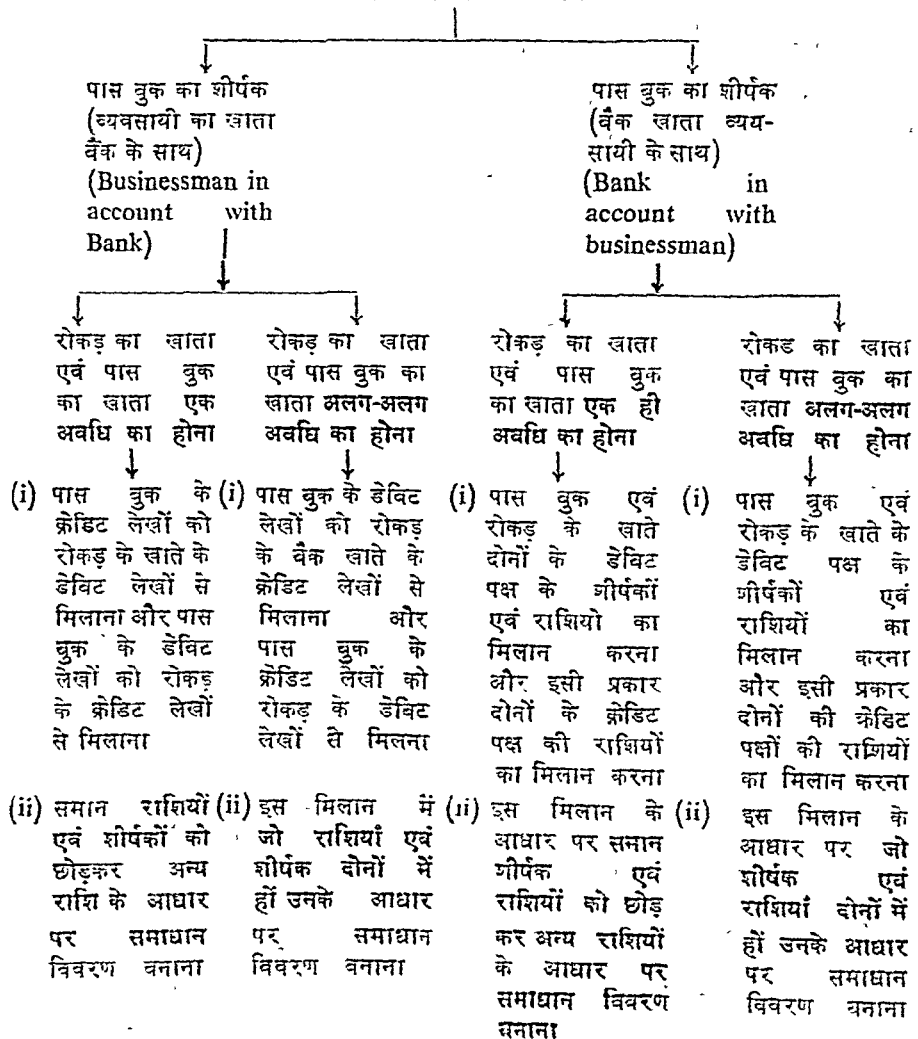 पास बुक का शीर्षक
(व्यवसायी का खाता
बैंक के साथ)
(Businessman in
account with
Bank)
पास बुक का शीर्षक
(बैंक खाता व्यय-
सायी के साथ)
(Bank in
account with
businessman)
रोकड़ का खाता
एवं पास बुक
का खाता एक
अवधि का होना
रोकड़ का खाता
एवं पास बुक का
खाता अलग-अलग
अवधि का होना
रोकड़ का खाता
एवं पास बुक
का खाता एक ही
अवधि का होना
रोकड का खाता
एवं पास बुक का
खाता अलग-अलग
अवधि का होना
(i) पास बुक के
क्रेडिट लेखों को
रोकड़ के खाते के
डेविट लेखों से
मिलाना और पास
बुक के डेविट
लेखों को रोकड़
के क्रेडिट लेखों
से मिलाना
(i) पास बुक के डेविट
लेखों को रोकड़
के बैंक खाते के
क्रेडिट लेखों से
मिलाना और
पास बुक के
क्रेडिट लेखों को
रोकड़ के डेविट
लेखों से मिलना
(i) पास बुक एवं
रोकड़ के खाते
दोनों के डेविट
पक्ष के शीर्षकों
एवं राशियो का
मिलान करना
और इसी प्रकार
दोनों के क्रेडिट
पक्ष की राशियों
का मिलान करना
(i) पास बुक एवं
रोकड़ के खाते के
डेविट पक्ष के
शीर्षकों एवं
राशियों का
मिलान करना
और इसी प्रकार
दोनों की क्रेडिट
पक्षों की राशियों
का मिलान करना
(ii) समान राशियों
एवं शीर्षकों को
छोड़कर अन्य
राशि के आधार
पर समाधान
विवरण बनाना
(ii) इस मिलान में
जो राशियां एवं
शीर्षक दोनों में
हों उनके आधार
पर समाधान
विवरण बनाना
(ii) इस मिलान के
आधार पर समान
शीर्षक एवं
राशियों को छोड़
कर अन्य राशियों
के आधार पर
समाधान विवरण
बनाना
(ii) इस मिलान के
आधार पर जो
शीर्षक एवं
राशियां दोनों में
हों उनके आधार
पर समाधान
विवरण बनाना